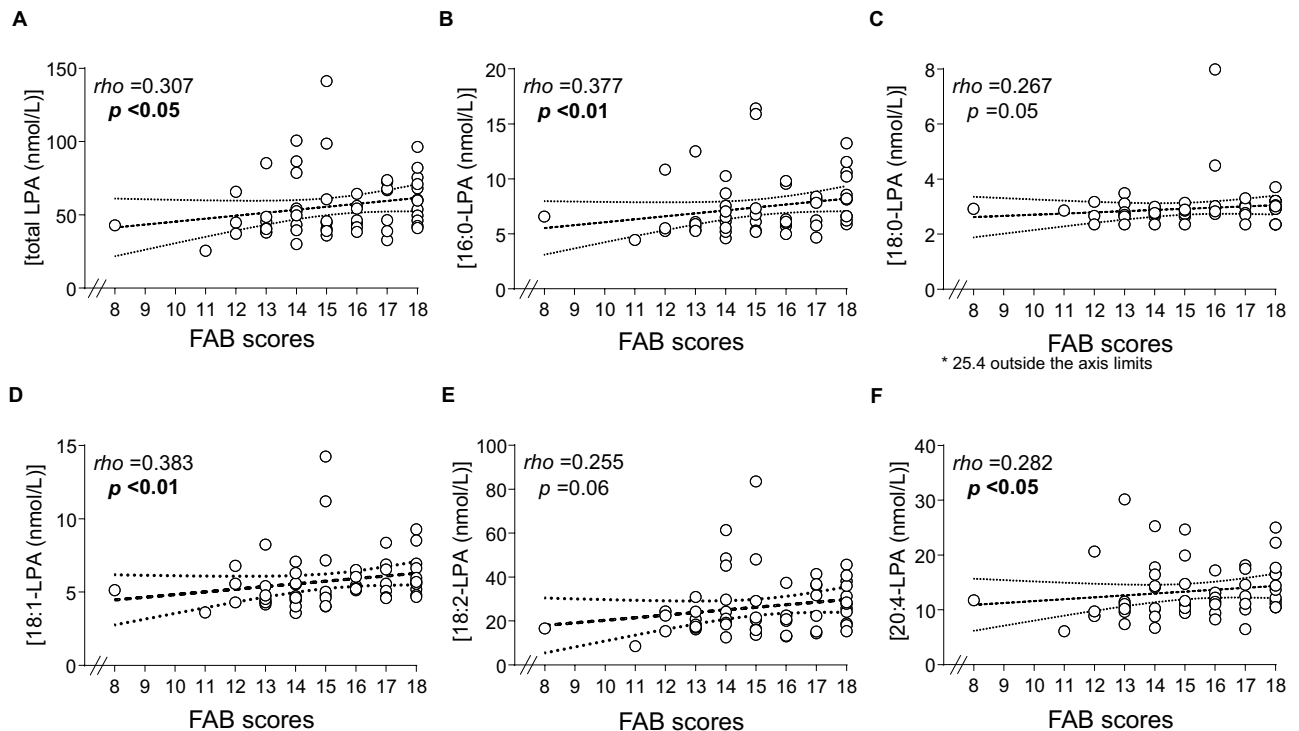 A
[total LPA (nmol/L)]
rho =0.307
p <0.05
150
100
50
0
8 9 10 11 12 13 14 15 16 17 18
FAB scores
B
[16:0-LPA (nmol/L)]
rho =0.377
p <0.01
20
15
10
5
0
8 9 10 11 12 13 14 15 16 17 18
FAB scores
C
[18:0-LPA (nmol/L)]
rho =0.267
p =0.05
8
6
4
2
0
8 9 10 11 12 13 14 15 16 17 18
FAB scores
* 25.4 outside the axis limits
D
[18:1-LPA (nmol/L)]
rho =0.383
p <0.01
15
10
5
0
8 9 10 11 12 13 14 15 16 17 18
FAB scores
E
[18:2-LPA (nmol/L)]
rho =0.255
p =0.06
100
80
60
40
20
0
8 9 10 11 12 13 14 15 16 17 18
FAB scores
F
[20:4-LPA (nmol/L)]
rho =0.282
p <0.05
40
30
20
10
0
8 9 10 11 12 13 14 15 16 17 18
FAB scores